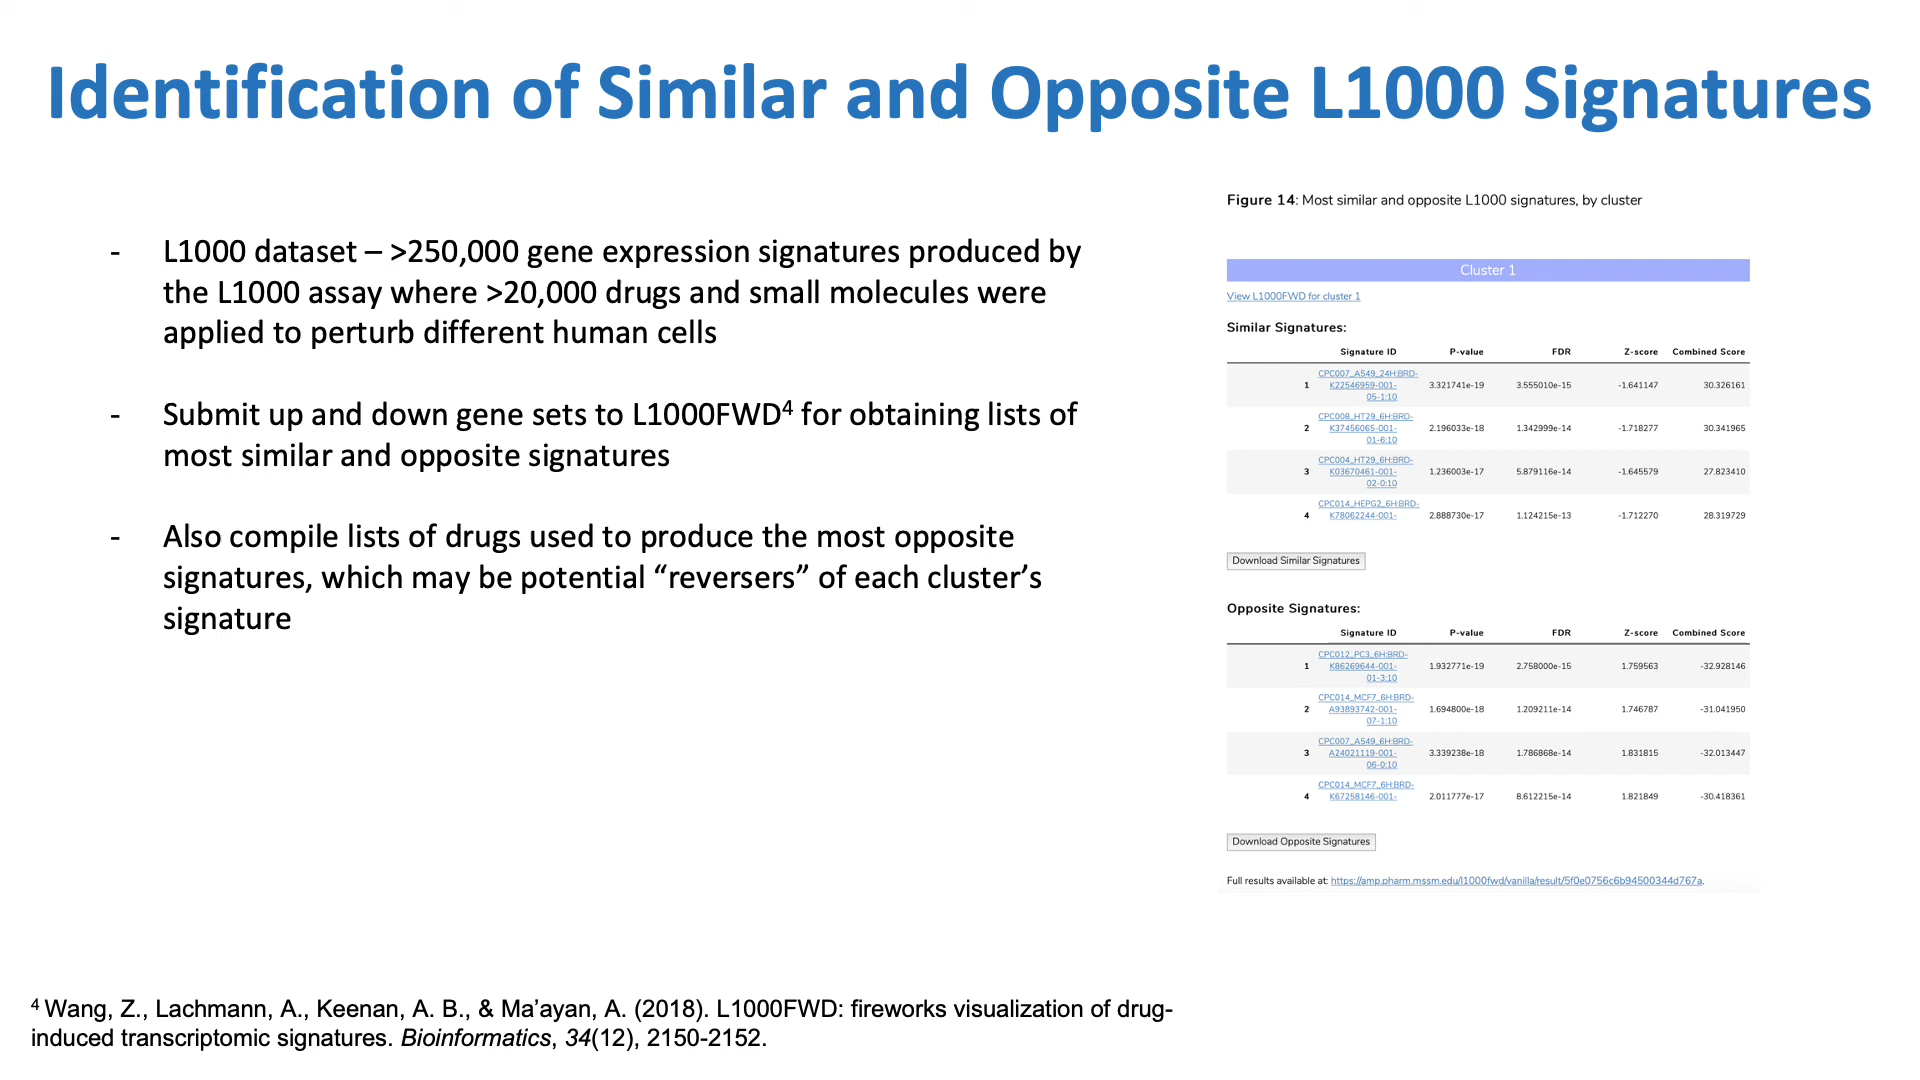 Identification of Similar and Opposite L1000 Signatures
- L1000 dataset – >250,000 gene expression signatures produced by
the L1000 assay where >20,000 drugs and small molecules were
applied to perturb different human cells
- Submit up and down gene sets to L1000FWD⁴ for obtaining lists of
most similar and opposite signatures
- Also compile lists of drugs used to produce the most opposite
signatures, which may be potential “reversers” of each cluster’s
signature
Figure 14: Most similar and opposite L1000 signatures, by cluster
Cluster 1
View L1000FWD for cluster 1
Similar Signatures:
Signature ID P-value FDR Z-score Combined Score
CPC007_A549_24H:BRD-
1 K22546959-001- 3.321741e-19 3.555010e-15 -1.641147 30.326161
05-1:10
CPC008_HT29_6H:BRD-
2 K37456065-001- 2.196033e-18 1.342999e-14 -1.718277 30.341965
01-6:10
CPC004_HT29_6H:BRD-
3 K03670461-001- 1.236003e-17 5.879116e-14 -1.645579 27.823410
02-0:10
CPC014_HEPG2_6H:BRD-
4 K78062244-001- 2.888730e-17 1.124215e-13 -1.712270 28.319729
Download Similar Signatures
Opposite Signatures:
Signature ID P-value FDR Z-score Combined Score
CPC012_PC3_6H:BRD-
1 K86269644-001- 1.932771e-19 2.758000e-15 1.759563 -32.928146
01-3:10
CPC014_MCF7_6H:BRD-
2 A93893742-001- 1.694800e-18 1.209211e-14 1.746787 -31.041950
07-1:10
CPC007_A549_6H:BRD-
3 A24021119-001- 3.339238e-18 1.786868e-14 1.831815 -32.013447
06-0:10
CPC014_MCF7_6H:BRD-
4 K67258146-001- 2.011777e-17 8.612215e-14 1.821849 -30.418361
Download Opposite Signatures
Full results available at: https://amp.pharm.mssm.edu/l1000fwd/vanilla/result/5f0e0756c6b94500344d767a.
⁴ Wang, Z., Lachmann, A., Keenan, A. B., & Ma’ayan, A. (2018). L1000FWD: fireworks visualization of drug-
induced transcriptomic signatures. Bioinformatics, 34(12), 2150-2152.